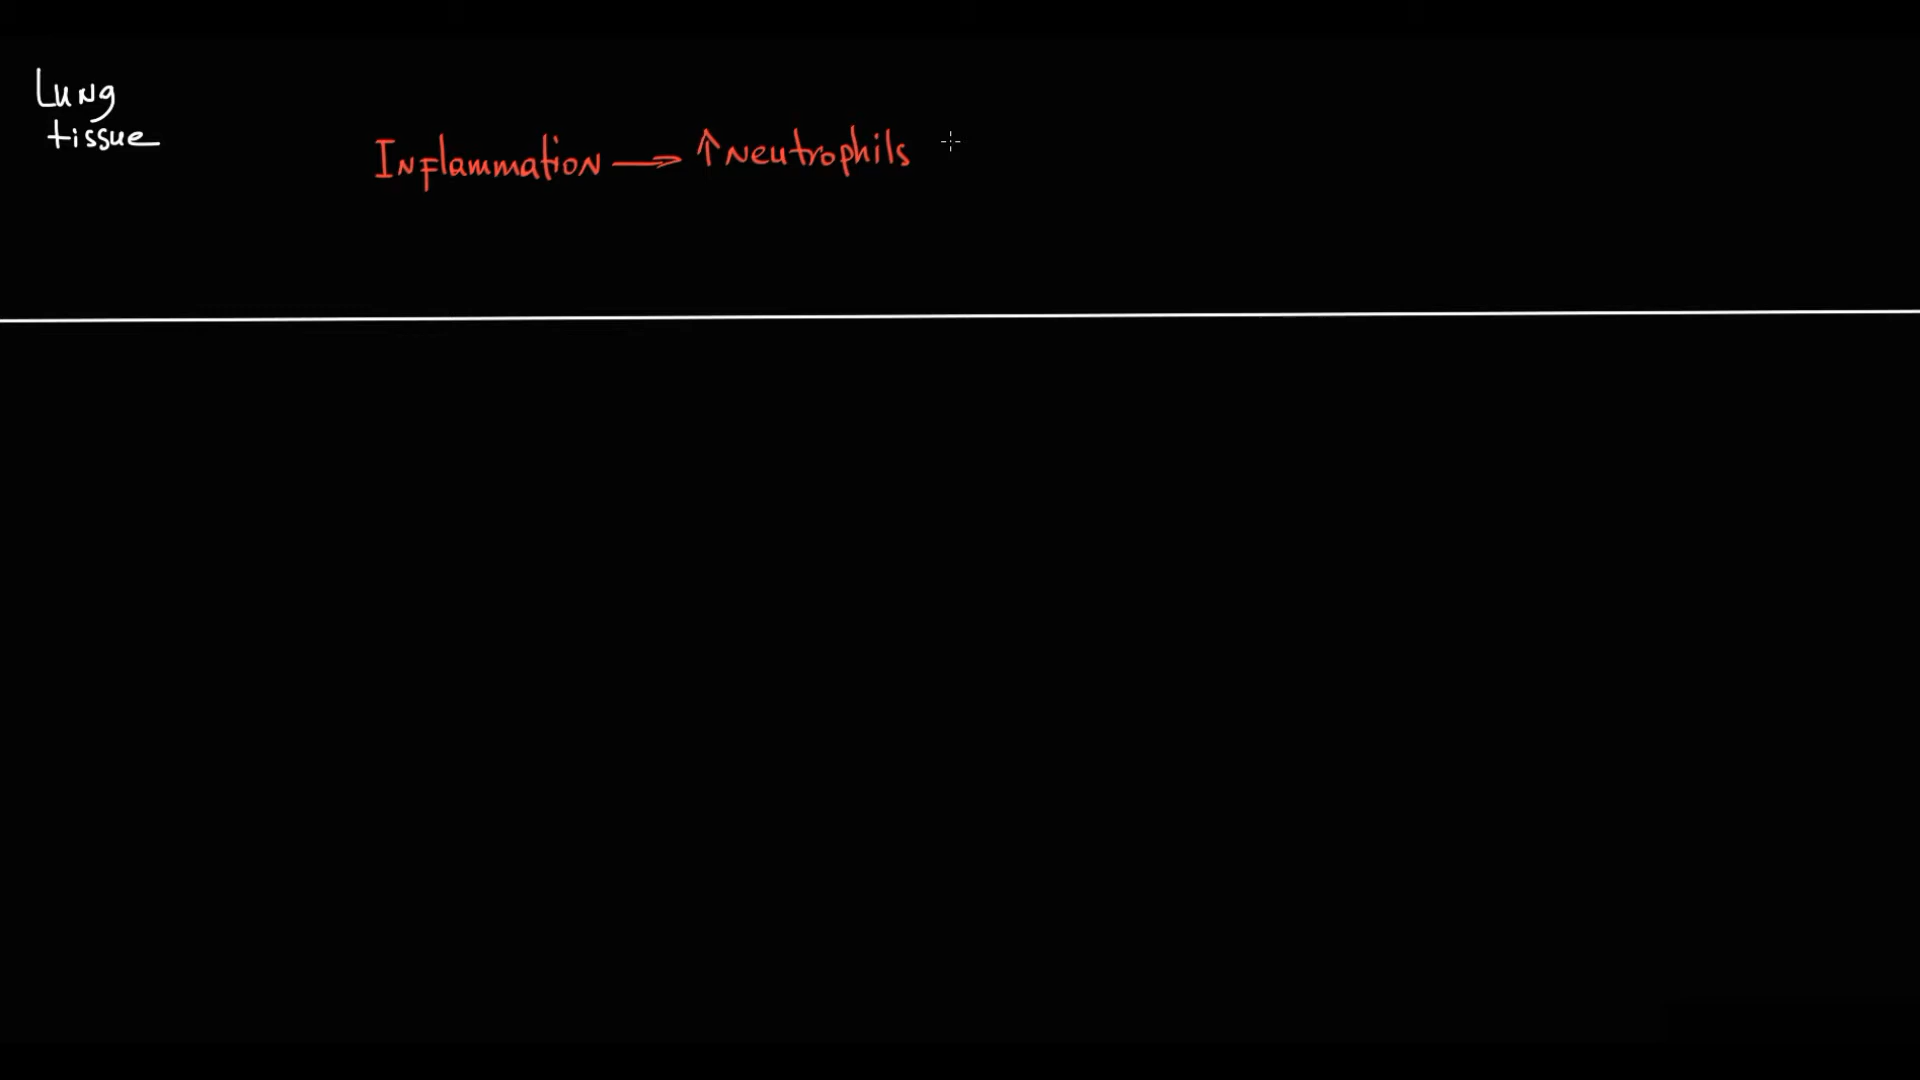 Lung
tissue
Inflammation → ↑ Neutrophils